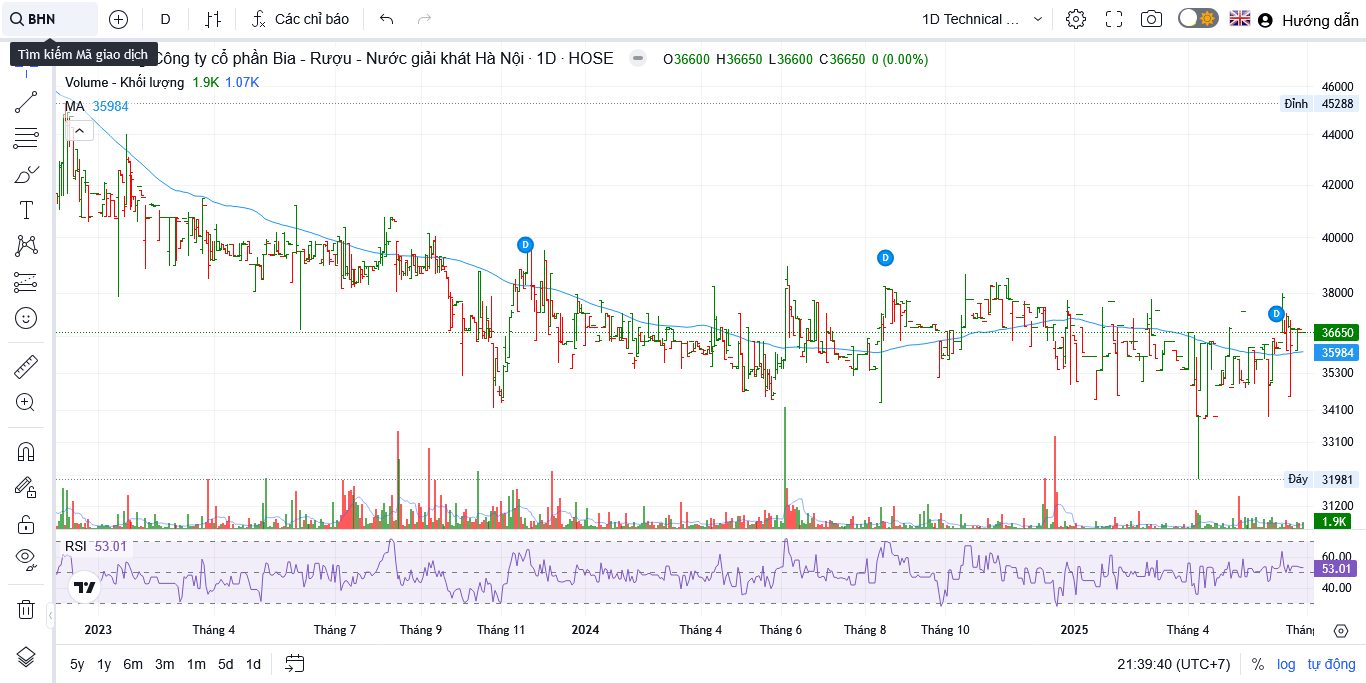 BHN
D
Các chỉ báo
1D Technical ...
Hướng dẫn
Tìm kiếm Mã giao dịch
Công ty cổ phần Bia - Rượu - Nước giải khát Hà Nội · 1D · HOSE
O36600 H36650 L36600 C36650 0 (0.00%)
Volume - Khối lượng 1.9K 1.07K
MA 35984
46000
Đỉnh 45288
44000
42000
40000
D
D
38000
D
36650
35984
35300
34100
33100
Đáy 31981
31200
1.9K
RSI 53.01
60.00
53.01
40.00
2023 Tháng 4 Tháng 7 Tháng 9 Tháng 11 2024 Tháng 4 Tháng 6 Tháng 8 Tháng 10 2025 Tháng 4 Thán
5y 1y 6m 3m 1m 5d 1d
21:39:40 (UTC+7) % log tự động